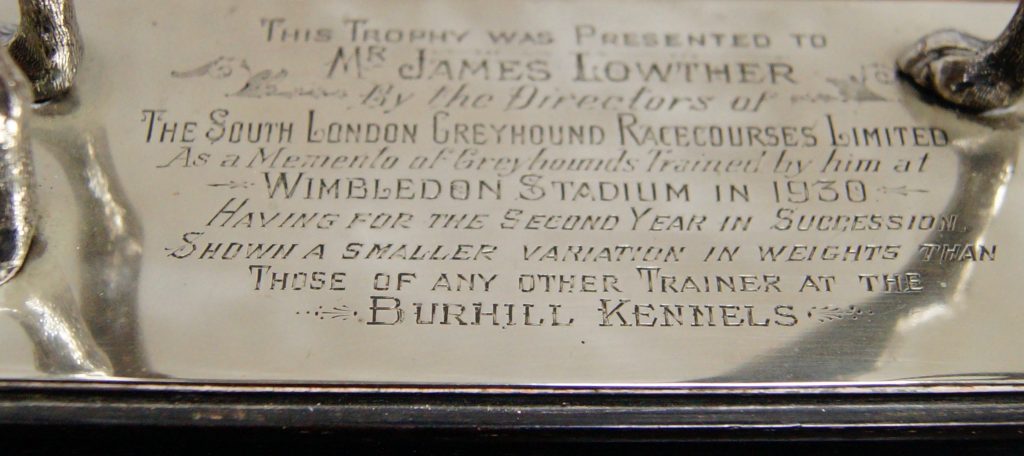 This Trophy was Presented to
Mr James Lowther
By the Directors of
The South London Greyhound Racecourses Limited
As a Memento of Greyhounds Trained by him at
Wimbledon Stadium in 1930
Having for the Second Year in Succession
Shown a smaller variation in weights than
Those of any other Trainer at the
Burhill Kennels